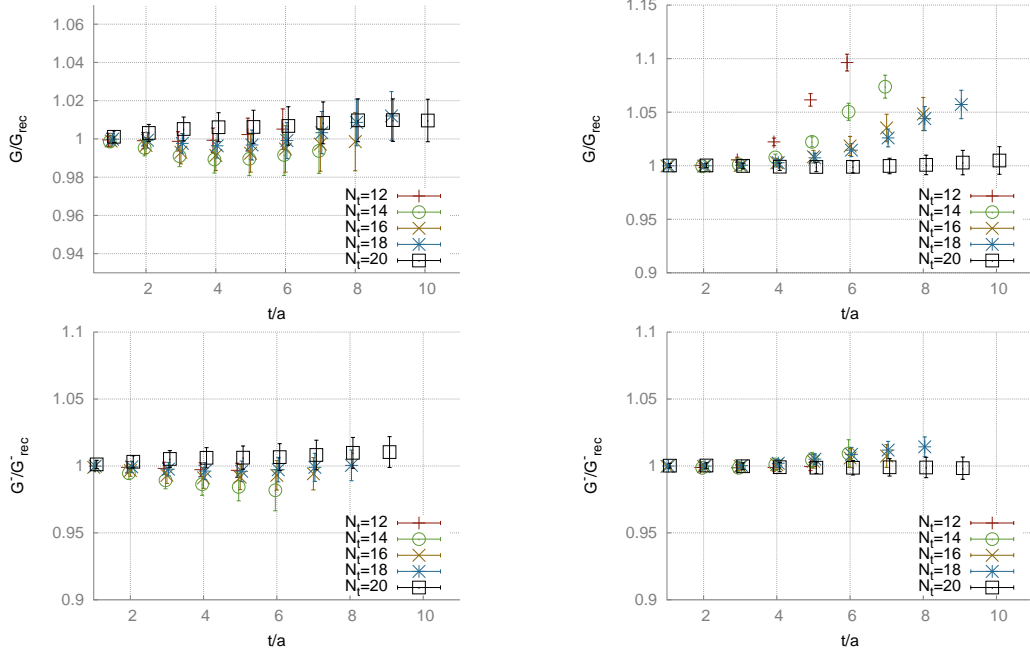 1.06
1.04
1.02
1
0.98
0.96
0.94
G/G_rec
2 4 6 8 10
t/a
N_t=12
N_t=14
N_t=16
N_t=18
N_t=20
1.15
1.1
1.05
1
0.95
0.9
G/G_rec
2 4 6 8 10
t/a
N_t=12
N_t=14
N_t=16
N_t=18
N_t=20
1.1
1.05
1
0.95
0.9
G^-/G^-_rec
2 4 6 8 10
t/a
N_t=12
N_t=14
N_t=16
N_t=18
N_t=20
1.1
1.05
1
0.95
0.9
G^-/G^-_rec
2 4 6 8 10
t/a
N_t=12
N_t=14
N_t=16
N_t=18
N_t=20